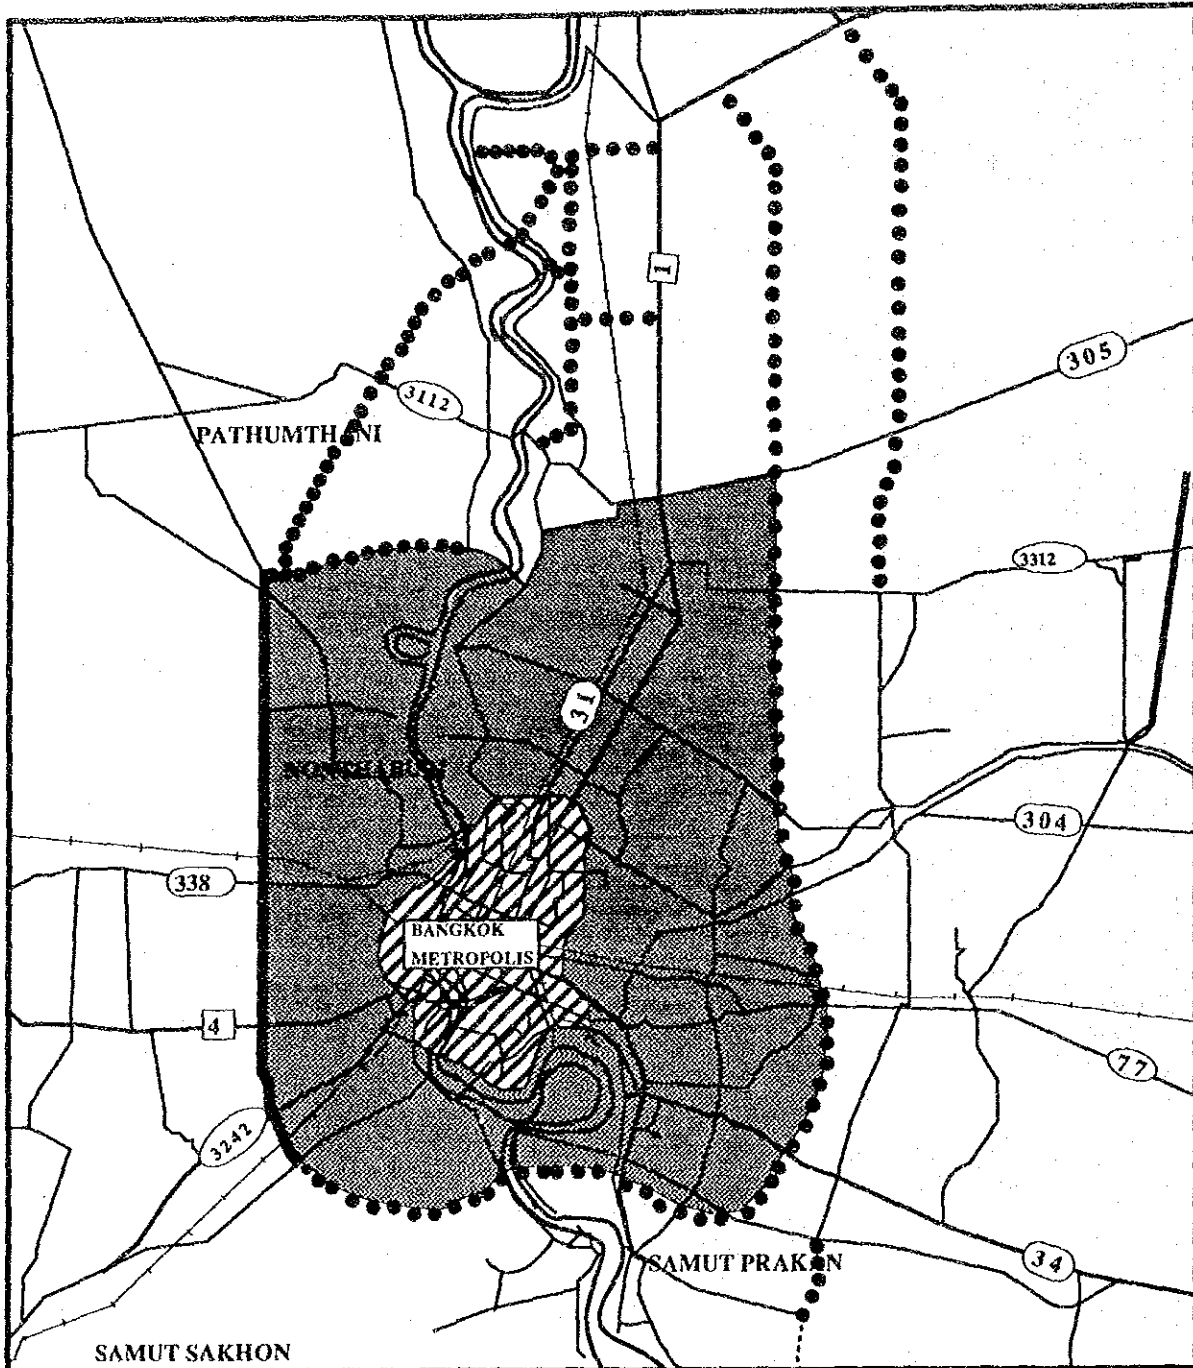 1
305
3112
PATHUMTHANI
3312
31
NONTHABURI
304
338
BANGKOK
METROPOLIS
4
77
3242
34
SAMUT PRAKAN
SAMUT SAKHON